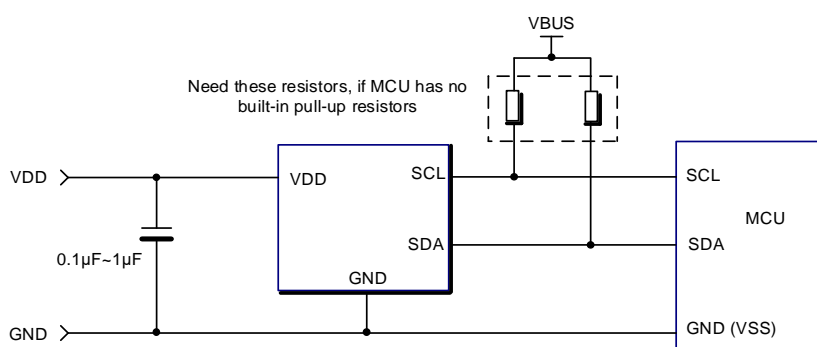 VBUS
Need these resistors, if MCU has no
built-in pull-up resistors
VDD
VDD
SCL
SCL
MCU
SDA
SDA
0.1µF~1µF
GND
GND
GND (VSS)